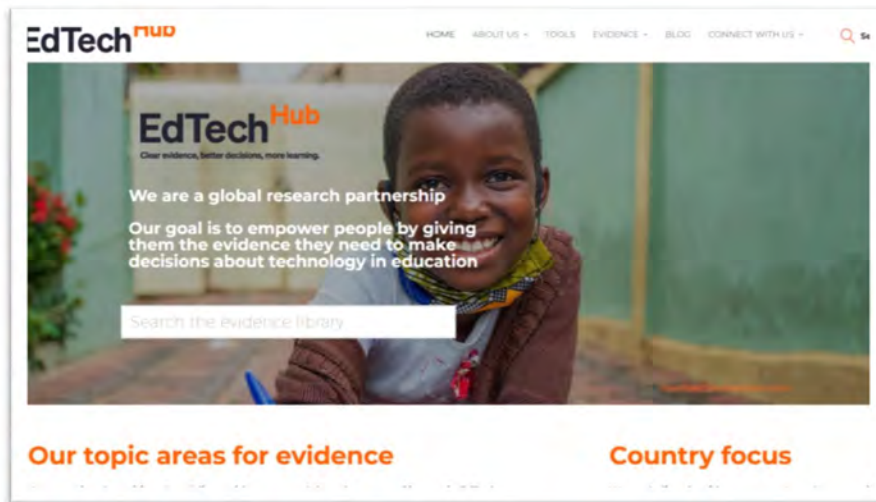 EdTech Hub
HOME ABOUT US TOOLS EVIDENCE BLOG CONNECT WITH US Se
EdTech Hub
Clear evidence, better decisions, more learning.
We are a global research partnership
Our goal is to empower people by giving
them the evidence they need to make
decisions about technology in education
Search the evidence library
Our topic areas for evidence
Country focus